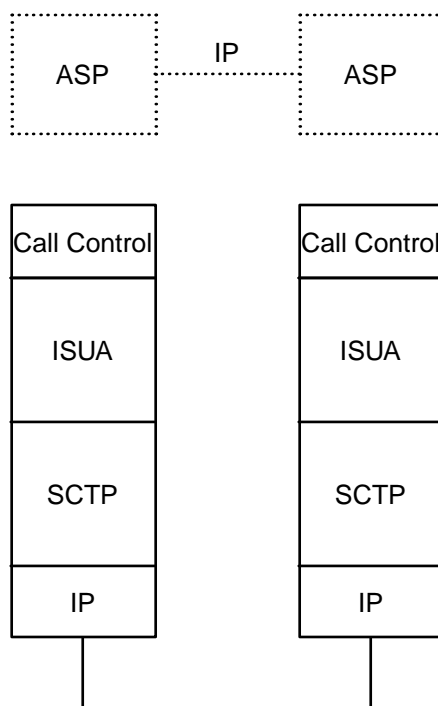 IP
ASP ASP
Call Control Call Control
ISUA ISUA
SCTP SCTP
IP IP